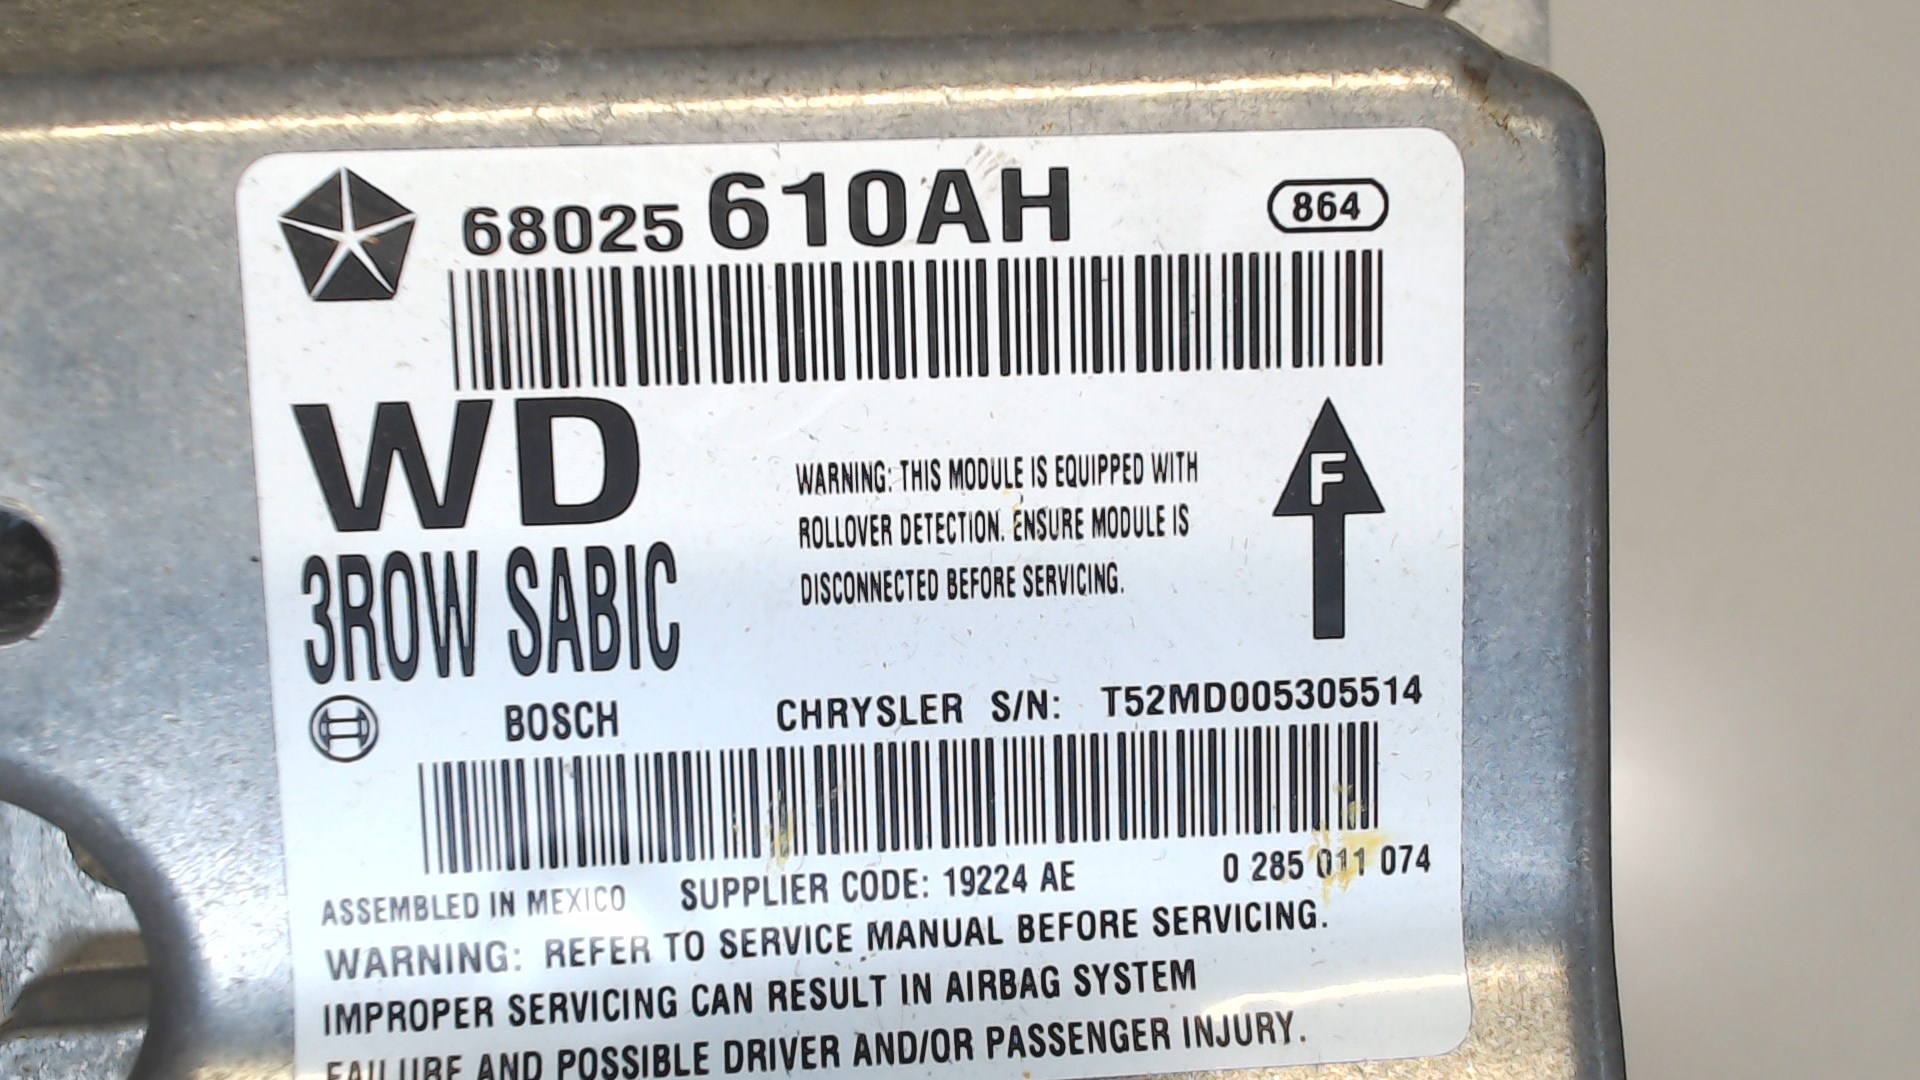 68025 610AH 864
WD
3ROW SABIC
WARNING: THIS MODULE IS EQUIPPED WITH
ROLLOVER DETECTION. ENSURE MODULE IS
DISCONNECTED BEFORE SERVICING.
F
BOSCH CHRYSLER S/N: T52MD005305514
ASSEMBLED IN MEXICO SUPPLIER CODE: 19224 AE 0 285 011 074
WARNING: REFER TO SERVICE MANUAL BEFORE SERVICING.
IMPROPER SERVICING CAN RESULT IN AIRBAG SYSTEM
FAILURE AND POSSIBLE DRIVER AND/OR PASSENGER INJURY.